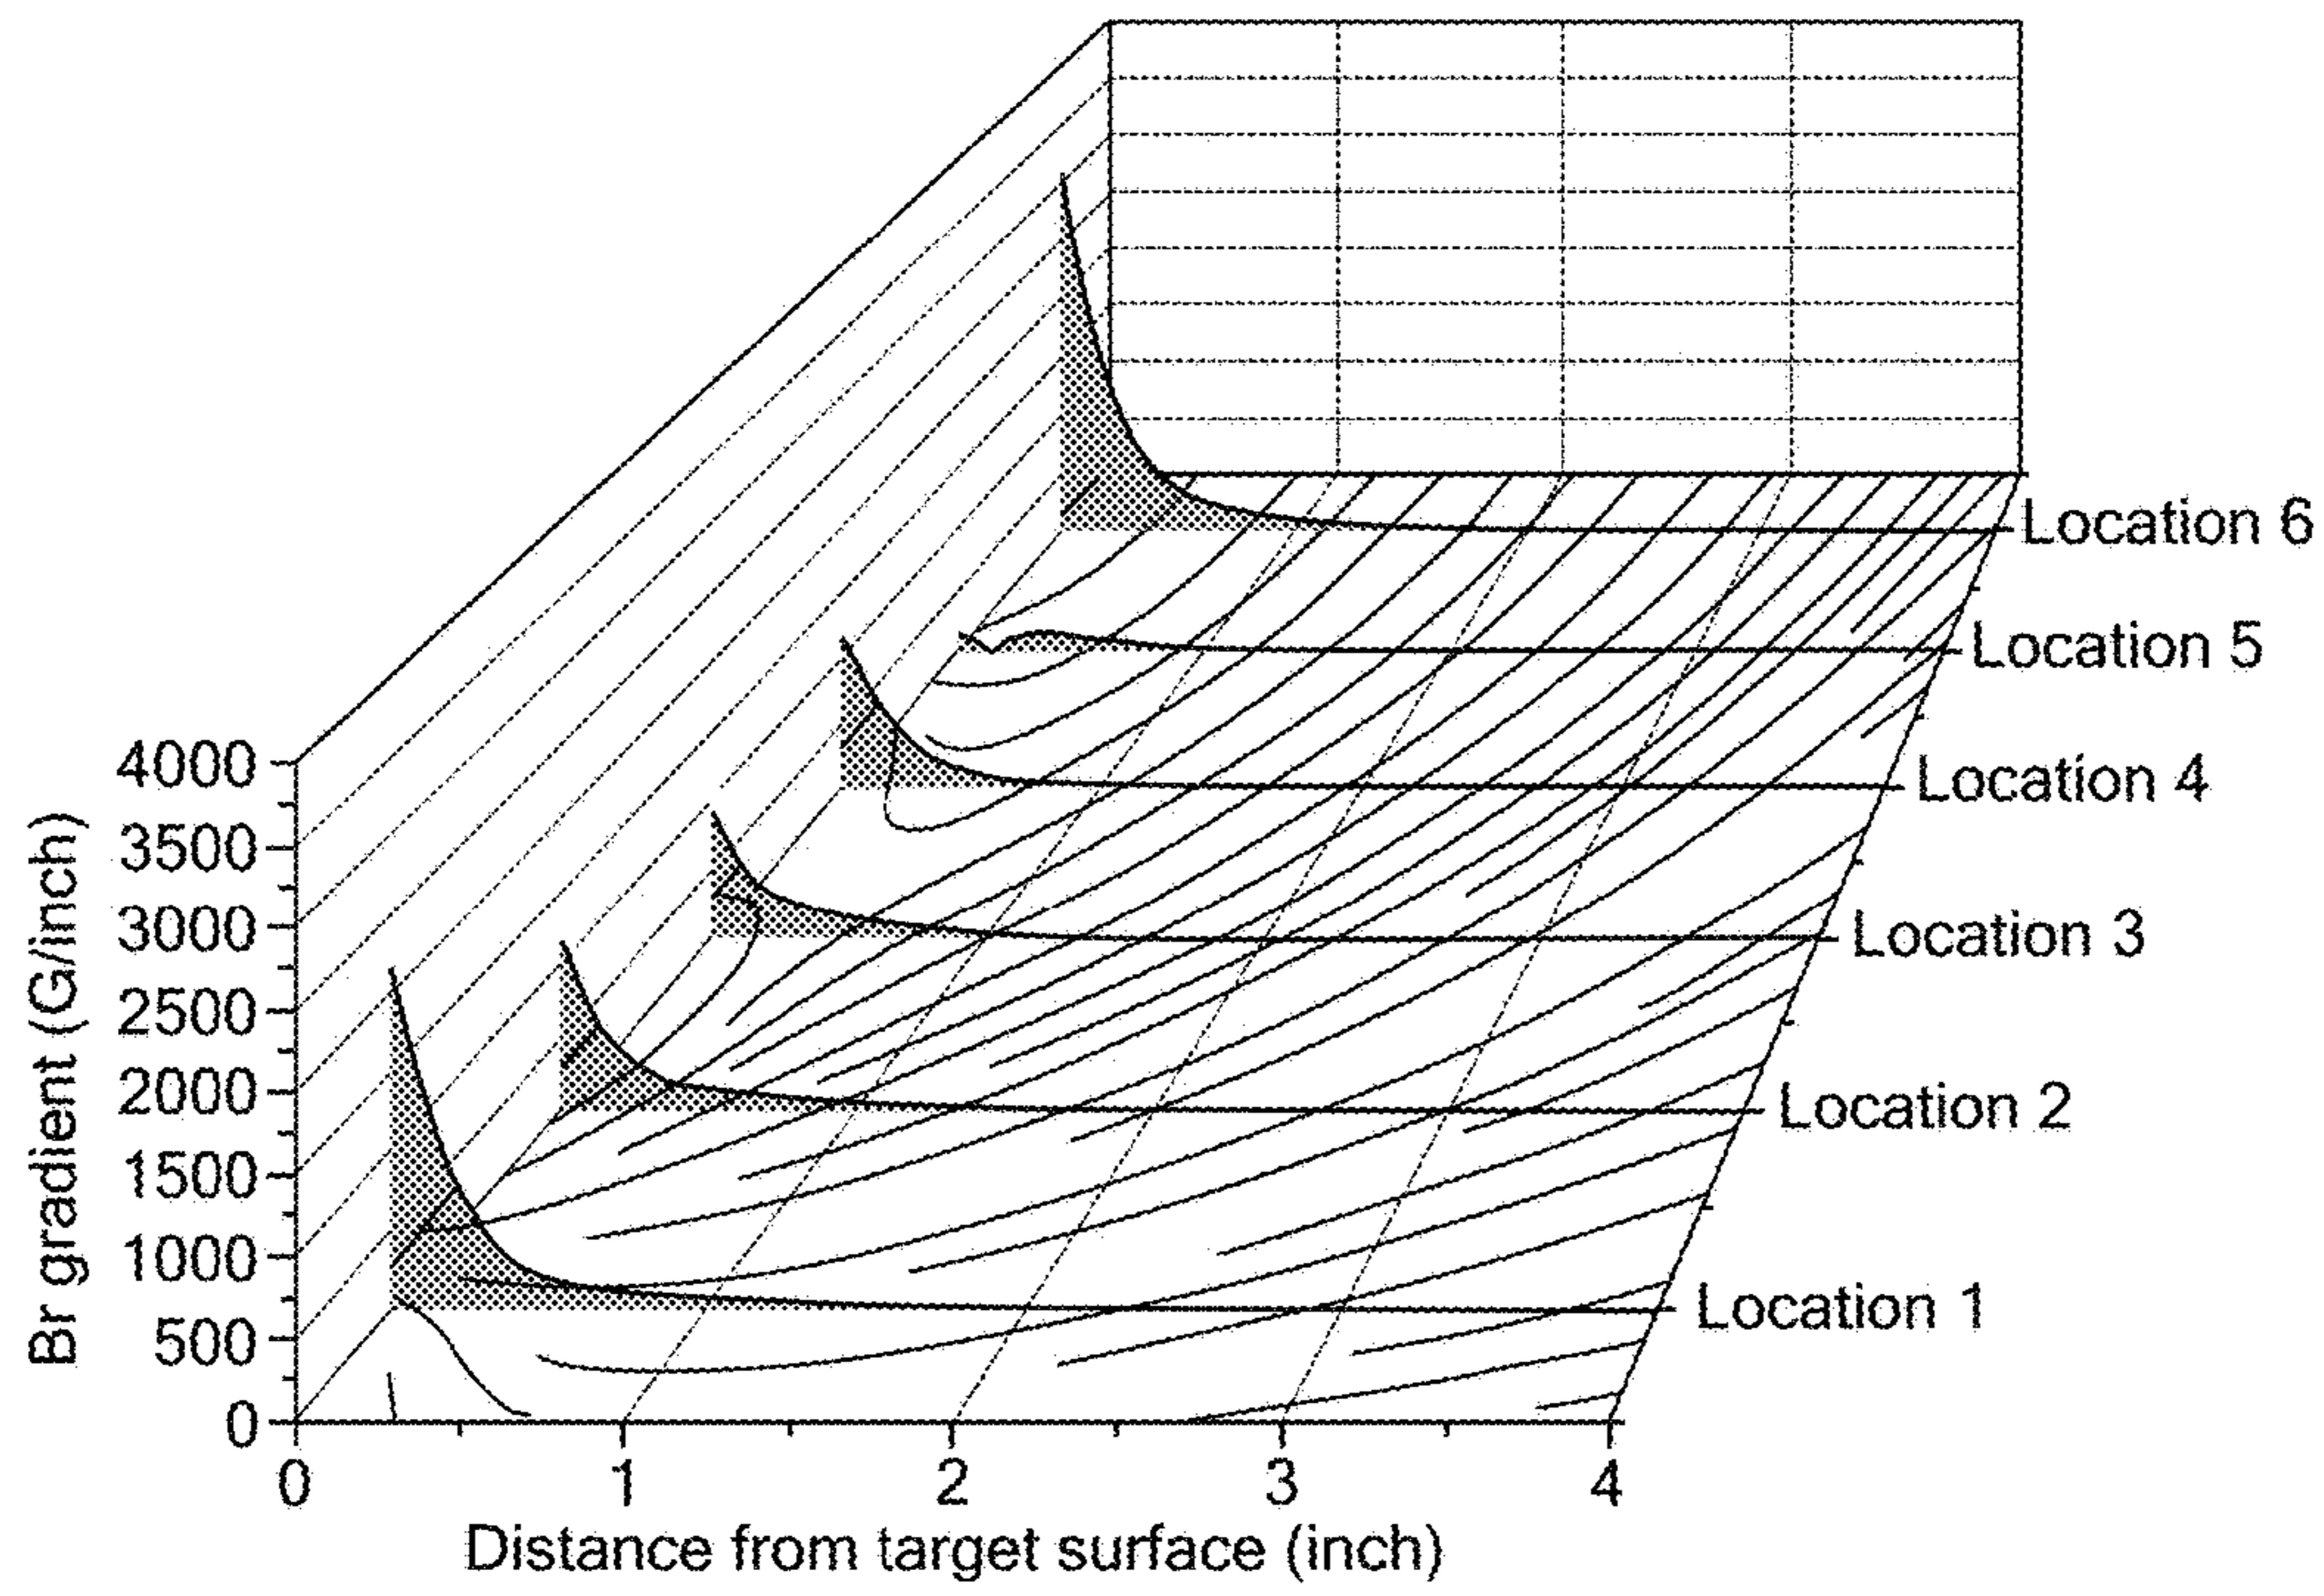 Location 6
Location 5
Location 4
Location 3
Location 2
Location 1
Br gradient (G/inch)
4000
3500
3000
2500
2000
1500
1000
500
0
0 1 2 3 4
Distance from target surface (inch)